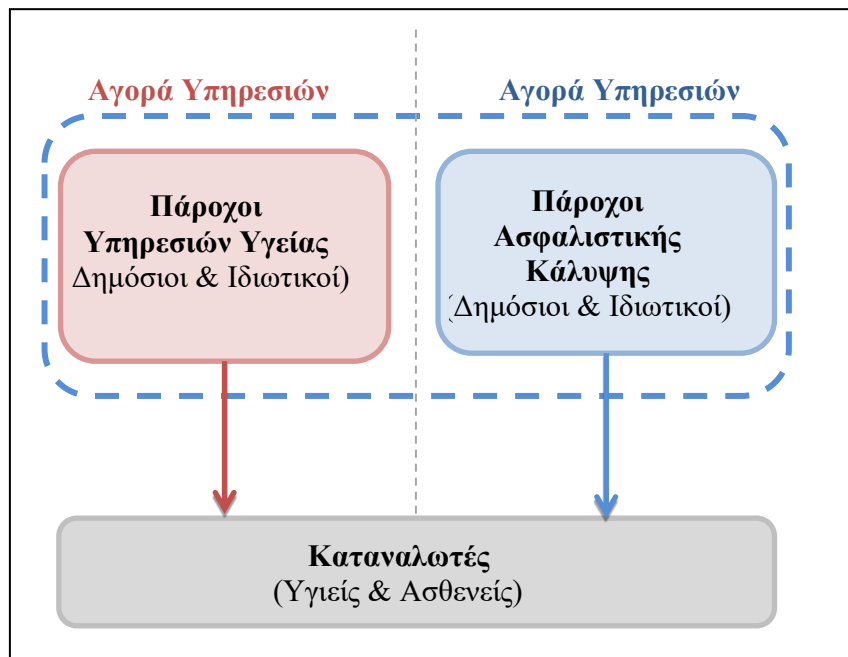 Αγορά Υπηρεσιών
Πάροχοι
Υπηρεσιών Υγείας
Δημόσιοι & Ιδιωτικοί)
Αγορά Υπηρεσιών
Πάροχοι
Ασφαλιστικής
Κάλυψης
(Δημόσιοι & Ιδιωτικοί)
Καταναλωτές
(Υγιείς & Ασθενείς)